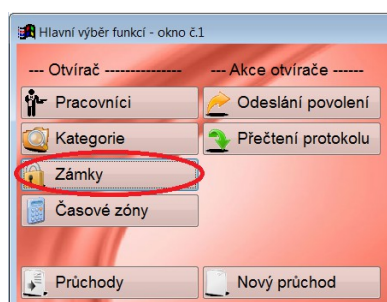 Hlavní výběr funkcí - okno č.1
--- Otvírač --------------- --- Akce otvírače ------
Pracovníci Odeslání povolení
Kategorie Přečtení protokolu
Zámky
Časové zóny
Průchody Nový průchod